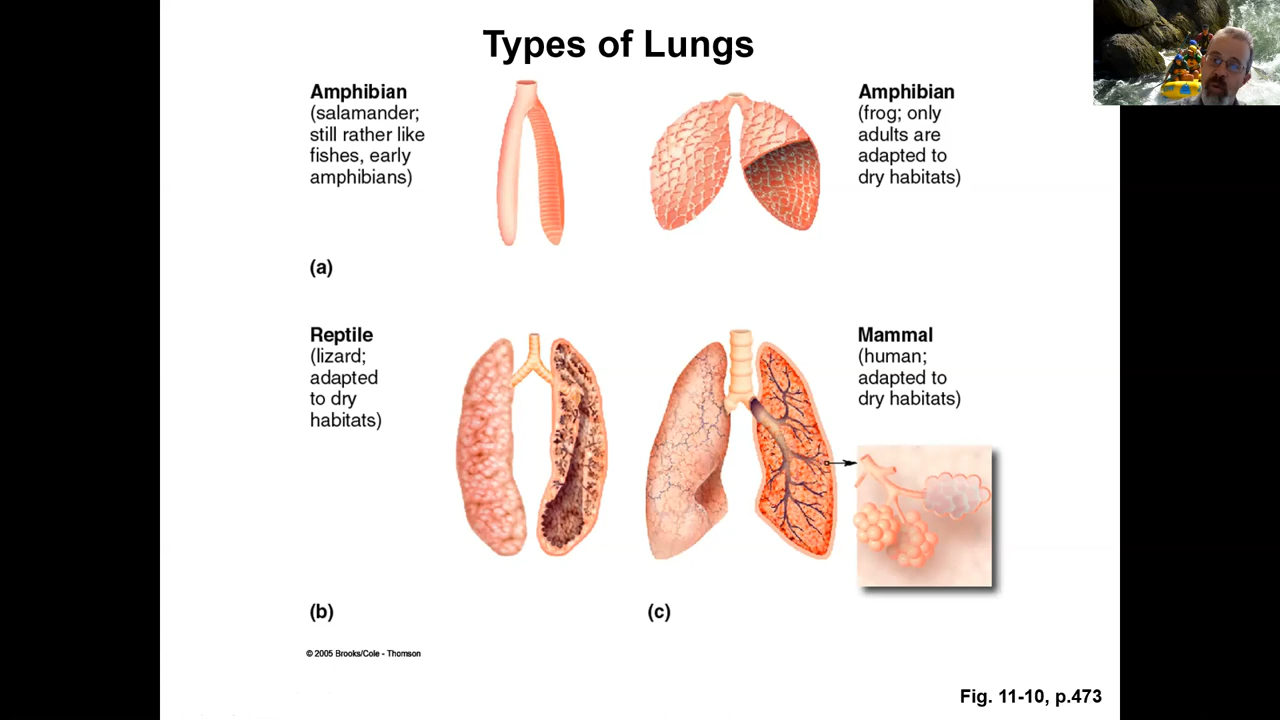 Types of Lungs
Amphibian
(salamander;
still rather like
fishes, early
amphibians)
Amphibian
(frog; only
adults are
adapted to
dry habitats)
(a)
Reptile
(lizard;
adapted
to dry
habitats)
Mammal
(human;
adapted to
dry habitats)
(b)
(c)
© 2005 Brooks/Cole - Thomson
Fig. 11-10, p.473